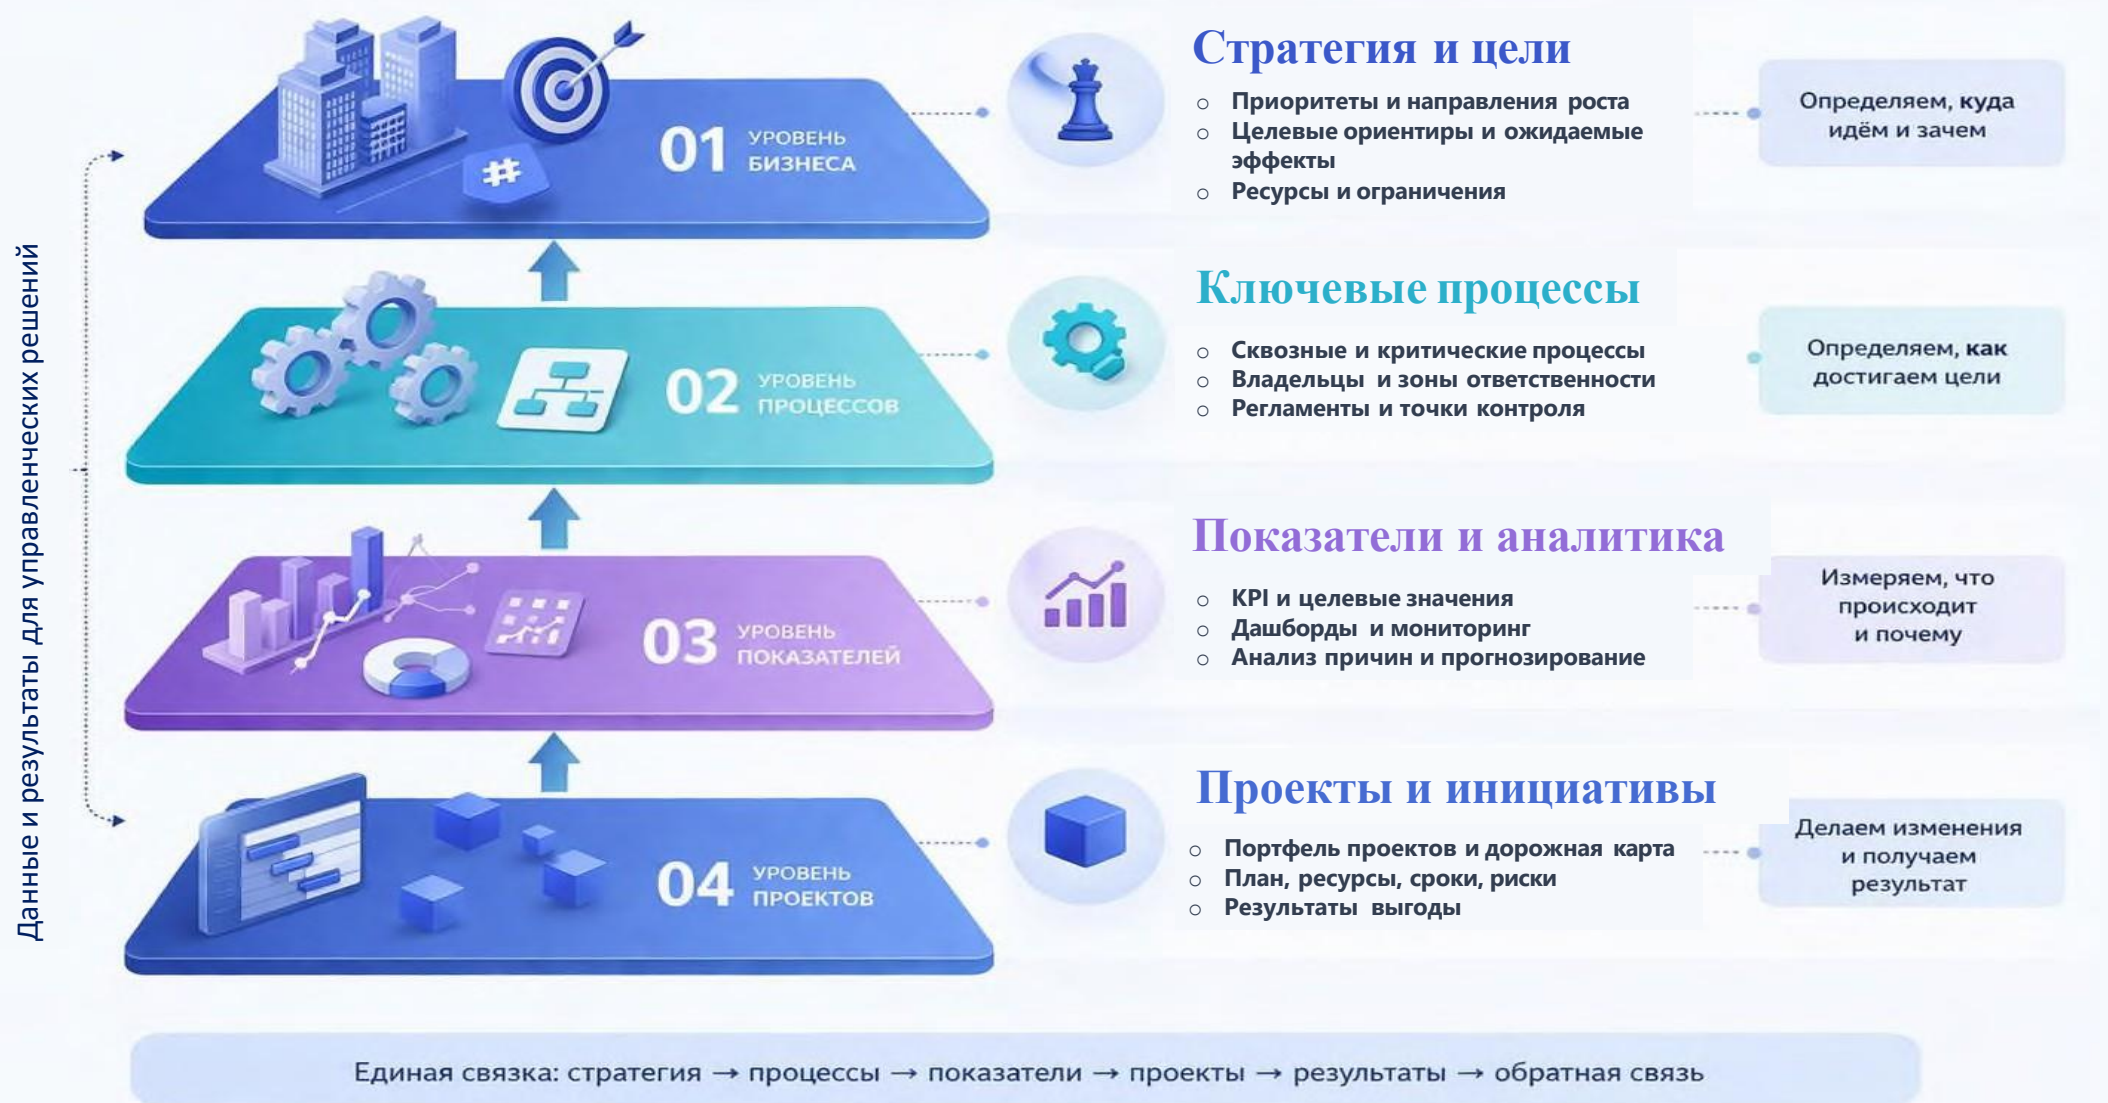 Данные и результаты для управленческих решений
01
УРОВЕНЬ
БИЗНЕСА
#
Стратегия и цели
○ Приоритеты и направления роста
○ Целевые ориентиры и ожидаемые
эффекты
○ Ресурсы и ограничения
Определяем, куда
идём и зачем
02
УРОВЕНЬ
ПРОЦЕССОВ
Ключевые процессы
○ Сквозные и критические процессы
○ Владельцы и зоны ответственности
○ Регламенты и точки контроля
Определяем, как
достигаем цели
03
УРОВЕНЬ
ПОКАЗАТЕЛЕЙ
Показатели и аналитика
○ KPI и целевые значения
○ Дашборды и мониторинг
○ Анализ причин и прогнозирование
Измеряем, что
происходит
и почему
04
УРОВЕНЬ
ПРОЕКТОВ
Проекты и инициативы
○ Портфель проектов и дорожная карта
○ План, ресурсы, сроки, риски
○ Результаты выгоды
Делаем изменения
и получаем
результат
Единая связка: стратегия → процессы → показатели → проекты → результаты → обратная связь